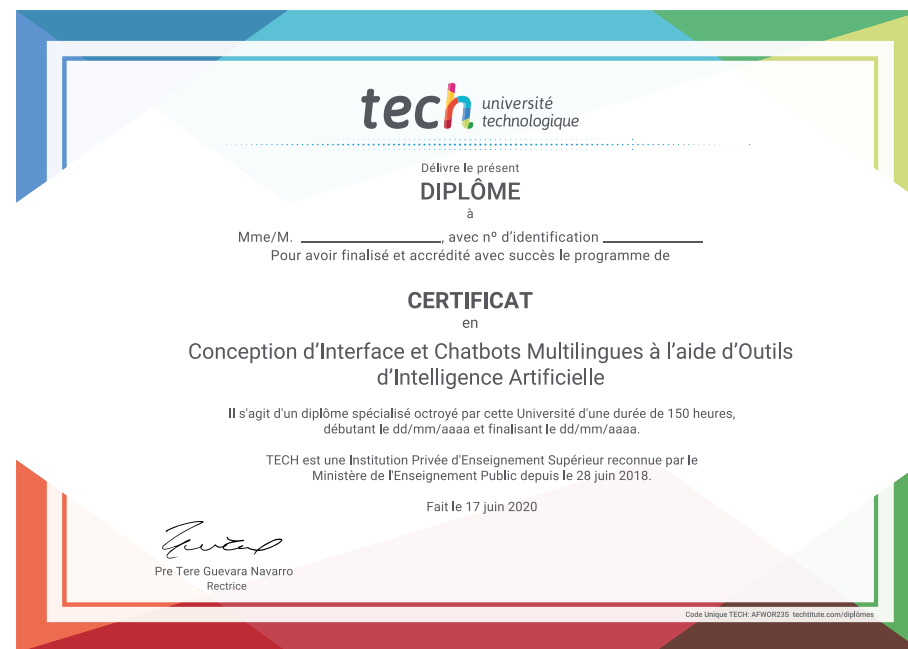 tech université
technologique
Délivre le présent
DIPLÔME
à
Mme/M. ____________________, avec nº d'identification ______________
Pour avoir finalisé et accrédité avec succès le programme de
CERTIFICAT
en
Conception d'Interface et Chatbots Multilingues à l'aide d'Outils
d'Intelligence Artificielle
Il s'agit d'un diplôme spécialisé octroyé par cette Université d'une durée de 150 heures,
débutant le dd/mm/aaaa et finalisant le dd/mm/aaaa.
TECH est une Institution Privée d'Enseignement Supérieur reconnue par le
Ministère de l'Enseignement Public depuis le 28 juin 2018.
Fait le 17 juin 2020
Pre Tere Guevara Navarro
Rectrice
Code Unique TECH: AFWOR23S techtitute.com/diplômes